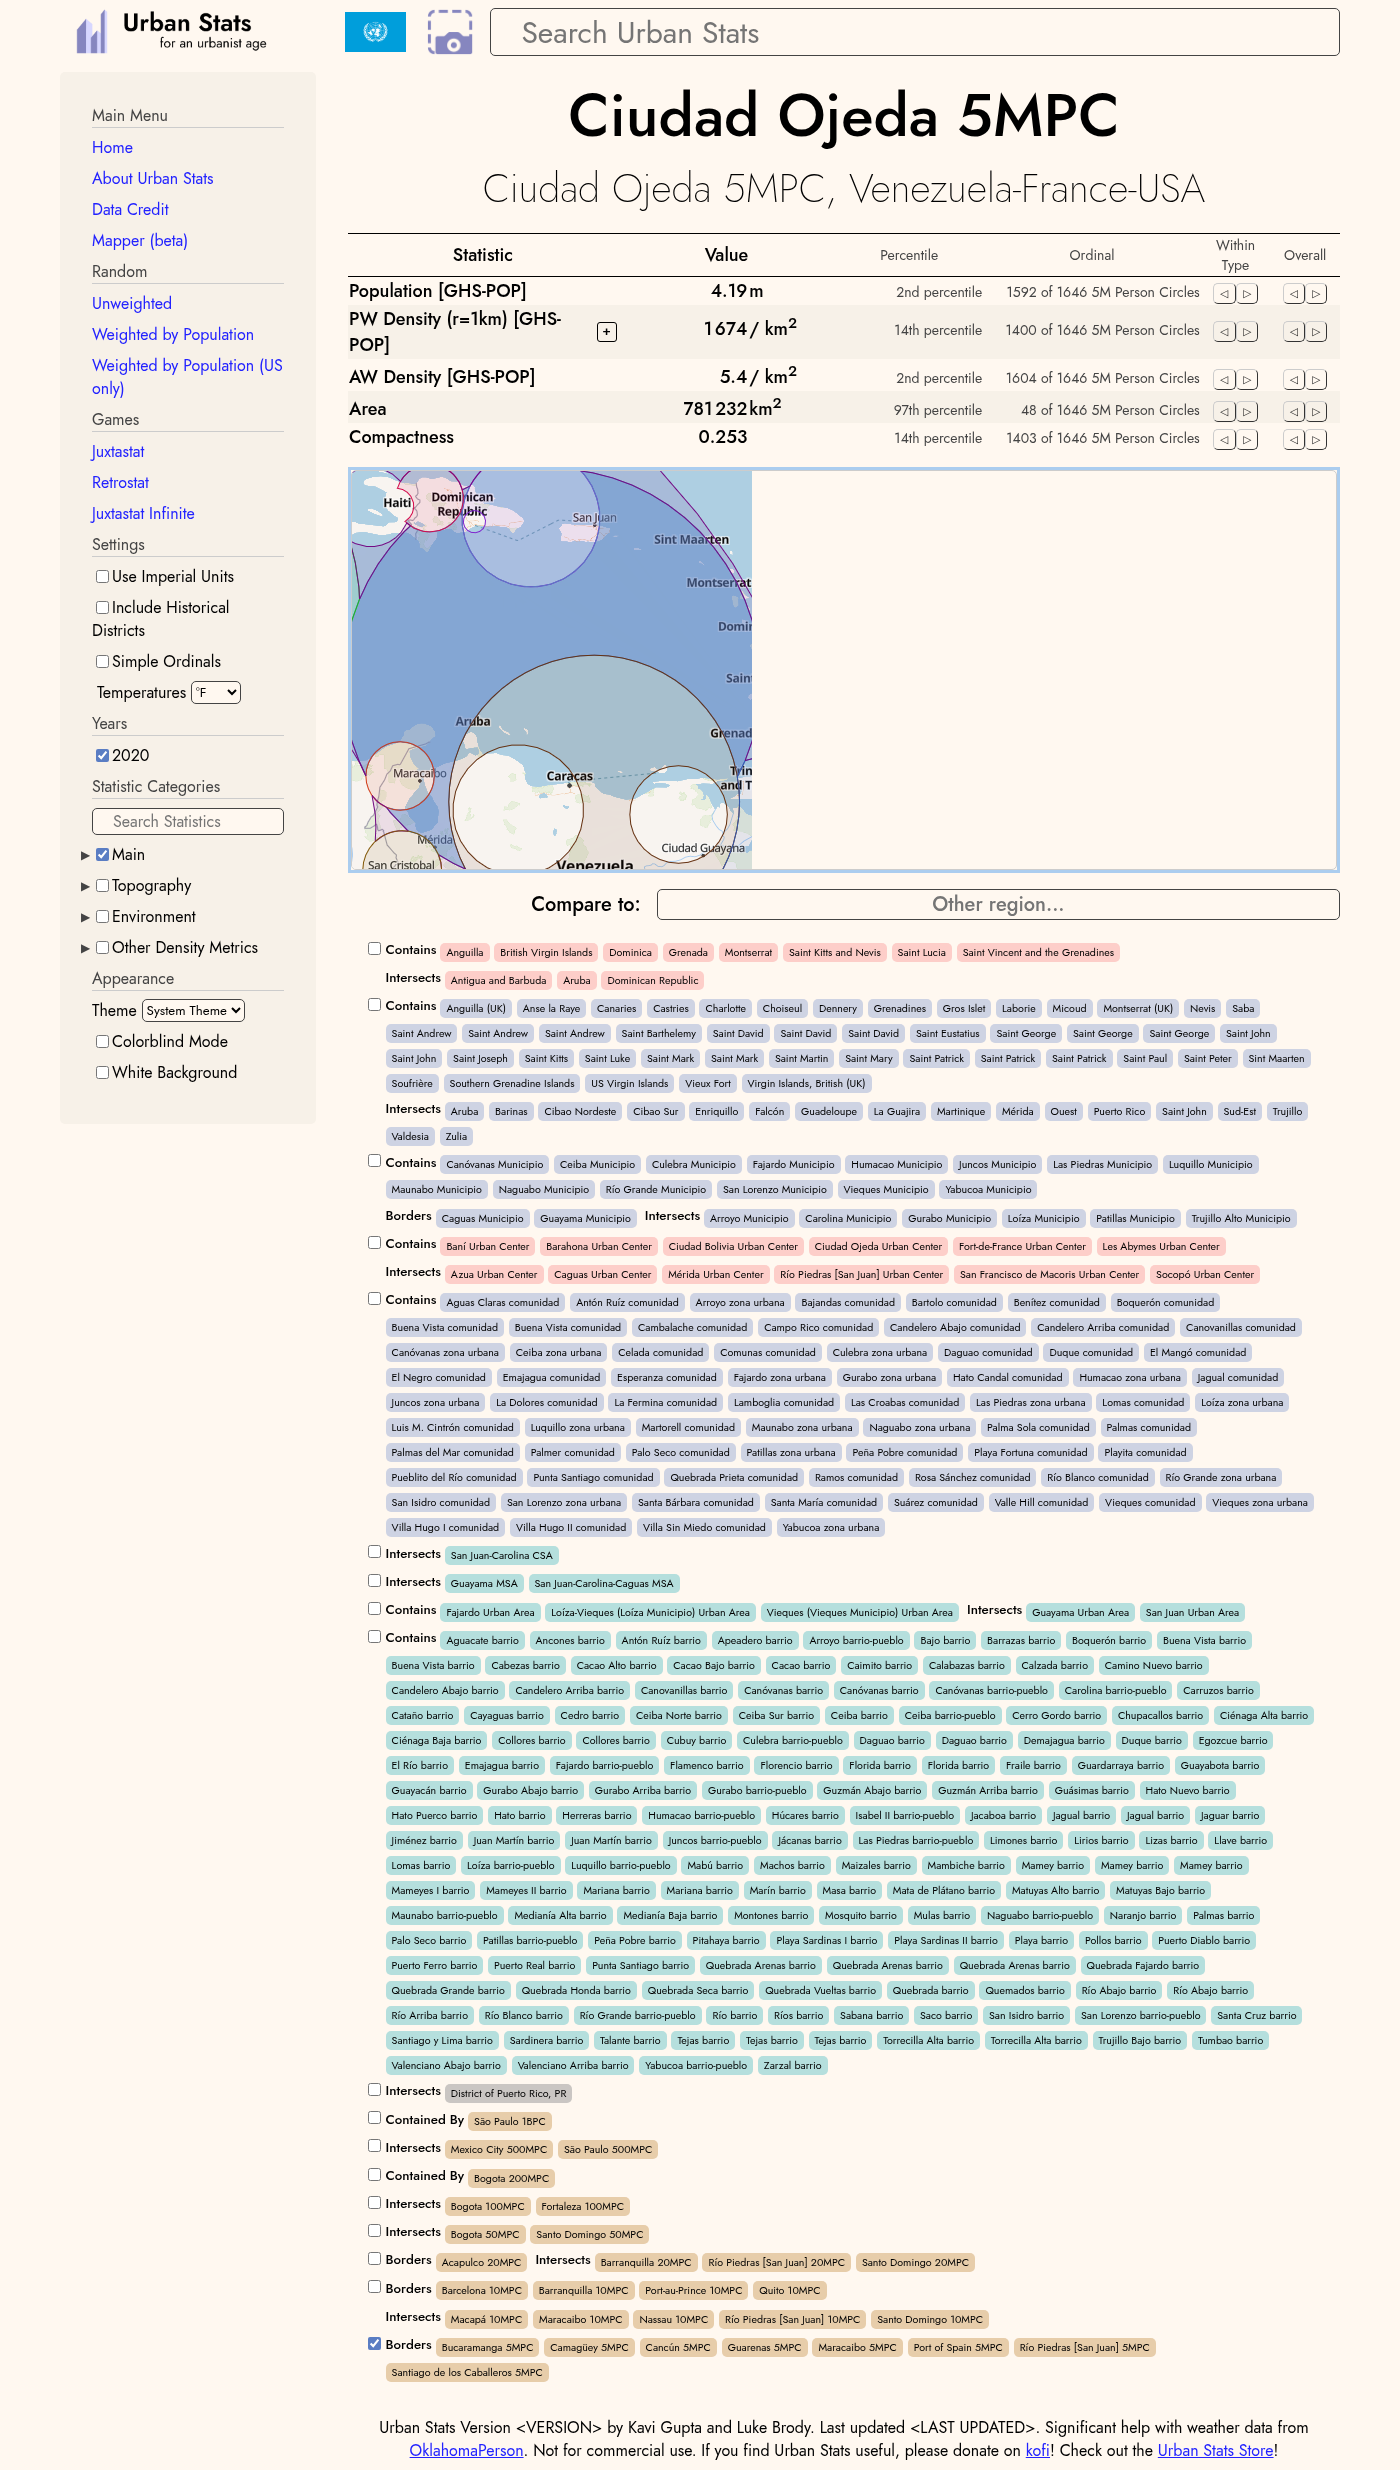 Urban Stats
for an urbanist age
Search Urban Stats
Main Menu
Home
About Urban Stats
Data Credit
Mapper (beta)
Random
Unweighted
Weighted by Population
Weighted by Population (US
only)
Games
Juxtastat
Retrostat
Juxtastat Infinite
Settings
Use Imperial Units
Include Historical
Districts
Simple Ordinals
Temperatures °F
Years
2020
Statistic Categories
Search Statistics
Main
Topography
Environment
Other Density Metrics
Appearance
Theme System Theme
Colorblind Mode
White Background
Ciudad Ojeda 5MPC
Ciudad Ojeda 5MPC, Venezuela-France-USA
Statistic Value Percentile Ordinal Within Type Overall
Population [GHS-POP] 4.19 m 2nd percentile 1592 of 1646 5M Person Circles
PW Density (r=1km) [GHS-
POP] + 1 674 / km2 14th percentile 1400 of 1646 5M Person Circles
AW Density [GHS-POP] 5.4 / km2 2nd percentile 1604 of 1646 5M Person Circles
Area 781 232 km2 97th percentile 48 of 1646 5M Person Circles
Compactness 0.253 14th percentile 1403 of 1646 5M Person Circles
Haiti
Dominican
Republic
San Juan
Sint Maarten
Montserrat
Domin
Saint
Aruba
Grenad
Maracaibo
Caracas
Trin
and T
Mérida
Ciudad Guayana
San Cristobal
Venezuela
Compare to: Other region...
Contains Anguilla British Virgin Islands Dominica Grenada Montserrat Saint Kitts and Nevis Saint Lucia Saint Vincent and the Grenadines
Intersects Antigua and Barbuda Aruba Dominican Republic
Contains Anguilla (UK) Anse la Raye Canaries Castries Charlotte Choiseul Dennery Grenadines Gros Islet Laborie Micoud Montserrat (UK) Nevis Saba
Saint Andrew Saint Andrew Saint Andrew Saint Barthelemy Saint David Saint David Saint David Saint Eustatius Saint George Saint George Saint George Saint John
Saint John Saint Joseph Saint Kitts Saint Luke Saint Mark Saint Mark Saint Martin Saint Mary Saint Patrick Saint Patrick Saint Patrick Saint Paul Saint Peter Sint Maarten
Soufrière Southern Grenadine Islands US Virgin Islands Vieux Fort Virgin Islands, British (UK)
Intersects Aruba Barinas Cibao Nordeste Cibao Sur Enriquillo Falcón Guadeloupe La Guajira Martinique Mérida Ouest Puerto Rico Saint John Sud-Est Trujillo
Valdesia Zulia
Contains Canóvanas Municipio Ceiba Municipio Culebra Municipio Fajardo Municipio Humacao Municipio Juncos Municipio Las Piedras Municipio Luquillo Municipio
Maunabo Municipio Naguabo Municipio Río Grande Municipio San Lorenzo Municipio Vieques Municipio Yabucoa Municipio
Borders Caguas Municipio Guayama Municipio Intersects Arroyo Municipio Carolina Municipio Gurabo Municipio Loíza Municipio Patillas Municipio Trujillo Alto Municipio
Contains Baní Urban Center Barahona Urban Center Ciudad Bolivia Urban Center Ciudad Ojeda Urban Center Fort-de-France Urban Center Les Abymes Urban Center
Intersects Azua Urban Center Caguas Urban Center Mérida Urban Center Río Piedras [San Juan] Urban Center San Francisco de Macoris Urban Center Socopó Urban Center
Contains Aguas Claras comunidad Antón Ruíz comunidad Arroyo zona urbana Bajandas comunidad Bartolo comunidad Benítez comunidad Boquerón comunidad
Buena Vista comunidad Buena Vista comunidad Cambalache comunidad Campo Rico comunidad Candelero Abajo comunidad Candelero Arriba comunidad Canovanillas comunidad
Canóvanas zona urbana Ceiba zona urbana Celada comunidad Comunas comunidad Culebra zona urbana Daguao comunidad Duque comunidad El Mangó comunidad
El Negro comunidad Emajagua comunidad Esperanza comunidad Fajardo zona urbana Gurabo zona urbana Hato Candal comunidad Humacao zona urbana Jagual comunidad
Juncos zona urbana La Dolores comunidad La Fermina comunidad Lamboglia comunidad Las Croabas comunidad Las Piedras zona urbana Lomas comunidad Loíza zona urbana
Luis M. Cintrón comunidad Luquillo zona urbana Martorell comunidad Maunabo zona urbana Naguabo zona urbana Palma Sola comunidad Palmas comunidad
Palmas del Mar comunidad Palmer comunidad Palo Seco comunidad Patillas zona urbana Peña Pobre comunidad Playa Fortuna comunidad Playita comunidad
Pueblito del Río comunidad Punta Santiago comunidad Quebrada Prieta comunidad Ramos comunidad Rosa Sánchez comunidad Río Blanco comunidad Río Grande zona urbana
San Isidro comunidad San Lorenzo zona urbana Santa Bárbara comunidad Santa María comunidad Suárez comunidad Valle Hill comunidad Vieques comunidad Vieques zona urbana
Villa Hugo I comunidad Villa Hugo II comunidad Villa Sin Miedo comunidad Yabucoa zona urbana
Intersects San Juan-Carolina CSA
Intersects Guayama MSA San Juan-Carolina-Caguas MSA
Contains Fajardo Urban Area Loíza-Vieques (Loíza Municipio) Urban Area Vieques (Vieques Municipio) Urban Area Intersects Guayama Urban Area San Juan Urban Area
Contains Aguacate barrio Ancones barrio Antón Ruíz barrio Apeadero barrio Arroyo barrio-pueblo Bajo barrio Barrazas barrio Boquerón barrio Buena Vista barrio
Buena Vista barrio Cabezas barrio Cacao Alto barrio Cacao Bajo barrio Cacao barrio Caimito barrio Calabazas barrio Calzada barrio Camino Nuevo barrio
Candelero Abajo barrio Candelero Arriba barrio Canovanillas barrio Canóvanas barrio Canóvanas barrio Canóvanas barrio-pueblo Carolina barrio-pueblo Carruzos barrio
Cataño barrio Cayaguas barrio Cedro barrio Ceiba Norte barrio Ceiba Sur barrio Ceiba barrio Ceiba barrio-pueblo Cerro Gordo barrio Chupacallos barrio Ciénaga Alta barrio
Ciénaga Baja barrio Collores barrio Collores barrio Cubuy barrio Culebra barrio-pueblo Daguao barrio Daguao barrio Demajagua barrio Duque barrio Egozcue barrio
El Río barrio Emajagua barrio Fajardo barrio-pueblo Flamenco barrio Florencio barrio Florida barrio Florida barrio Fraile barrio Guardarraya barrio Guayabota barrio
Guayacán barrio Gurabo Abajo barrio Gurabo Arriba barrio Gurabo barrio-pueblo Guzmán Abajo barrio Guzmán Arriba barrio Guásimas barrio Hato Nuevo barrio
Hato Puerco barrio Hato barrio Herreras barrio Humacao barrio-pueblo Húcares barrio Isabel II barrio-pueblo Jacaboa barrio Jagual barrio Jagual barrio Jaguar barrio
Jiménez barrio Juan Martín barrio Juan Martín barrio Juncos barrio-pueblo Jácanas barrio Las Piedras barrio-pueblo Limones barrio Lirios barrio Lizas barrio Llave barrio
Lomas barrio Loíza barrio-pueblo Luquillo barrio-pueblo Mabú barrio Machos barrio Maizales barrio Mambiche barrio Mamey barrio Mamey barrio Mamey barrio
Mameyes I barrio Mameyes II barrio Mariana barrio Mariana barrio Marín barrio Masa barrio Mata de Plátano barrio Matuyas Alto barrio Matuyas Bajo barrio
Maunabo barrio-pueblo Medianía Alta barrio Medianía Baja barrio Montones barrio Mosquito barrio Mulas barrio Naguabo barrio-pueblo Naranjo barrio Palmas barrio
Palo Seco barrio Patillas barrio-pueblo Peña Pobre barrio Pitahaya barrio Playa Sardinas I barrio Playa Sardinas II barrio Playa barrio Pollos barrio Puerto Diablo barrio
Puerto Ferro barrio Puerto Real barrio Punta Santiago barrio Quebrada Arenas barrio Quebrada Arenas barrio Quebrada Arenas barrio Quebrada Fajardo barrio
Quebrada Grande barrio Quebrada Honda barrio Quebrada Seca barrio Quebrada Vueltas barrio Quebrada barrio Quemados barrio Río Abajo barrio Río Abajo barrio
Río Arriba barrio Río Blanco barrio Río Grande barrio-pueblo Río barrio Ríos barrio Sabana barrio Saco barrio San Isidro barrio San Lorenzo barrio-pueblo Santa Cruz barrio
Santiago y Lima barrio Sardinera barrio Talante barrio Tejas barrio Tejas barrio Tejas barrio Torrecilla Alta barrio Torrecilla Alta barrio Trujillo Bajo barrio Tumbao barrio
Valenciano Abajo barrio Valenciano Arriba barrio Yabucoa barrio-pueblo Zarzal barrio
Intersects District of Puerto Rico, PR
Contained By São Paulo 1BPC
Intersects Mexico City 500MPC São Paulo 500MPC
Contained By Bogota 200MPC
Intersects Bogota 100MPC Fortaleza 100MPC
Intersects Bogota 50MPC Santo Domingo 50MPC
Borders Acapulco 20MPC Intersects Barranquilla 20MPC Río Piedras [San Juan] 20MPC Santo Domingo 20MPC
Borders Barcelona 10MPC Barranquilla 10MPC Port-au-Prince 10MPC Quito 10MPC
Intersects Macapá 10MPC Maracaibo 10MPC Nassau 10MPC Río Piedras [San Juan] 10MPC Santo Domingo 10MPC
Borders Bucaramanga 5MPC Camagüey 5MPC Cancún 5MPC Guarenas 5MPC Maracaibo 5MPC Port of Spain 5MPC Río Piedras [San Juan] 5MPC
Santiago de los Caballeros 5MPC
Urban Stats Version <VERSION> by Kavi Gupta and Luke Brody. Last updated <LAST UPDATED>. Significant help with weather data from
OklahomaPerson. Not for commercial use. If you find Urban Stats useful, please donate on kofi! Check out the Urban Stats Store!